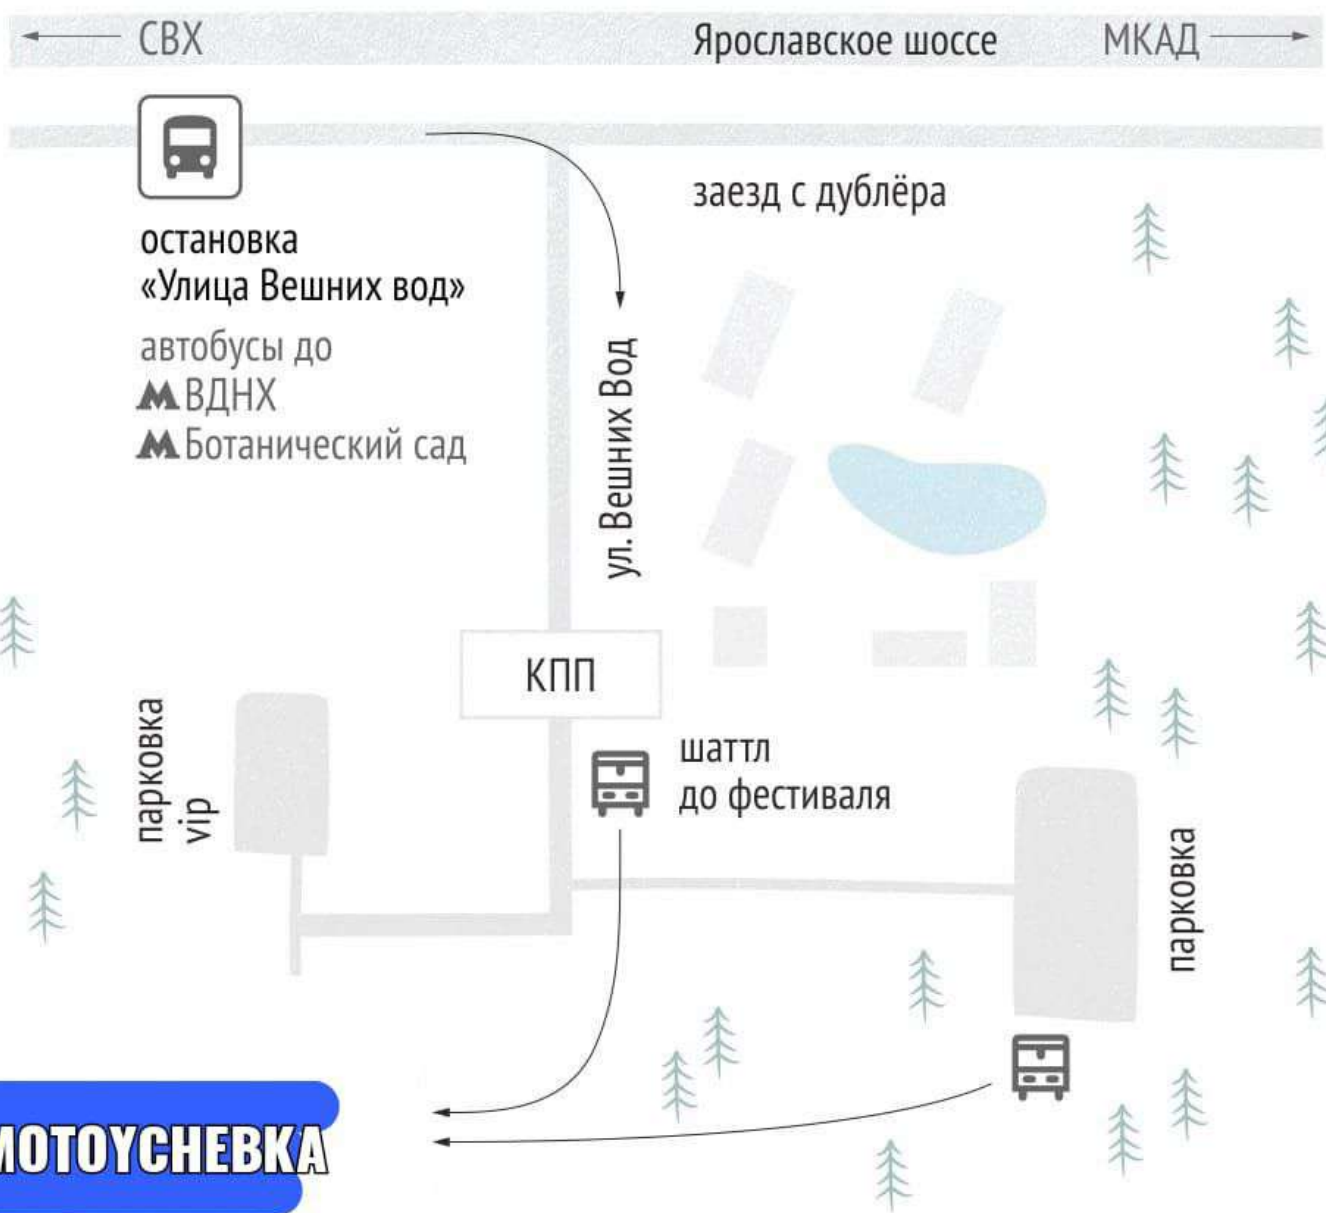 СВХ
Ярославское шоссе
МКАД
заезд с дублёра
остановка
«Улица Вешних вод»
автобусы до
М ВДНХ
М Ботанический сад
ул. Вешних Вод
КПП
парковка
vip
шаттл
до фестиваля
парковка
MOTOYCHEBKA